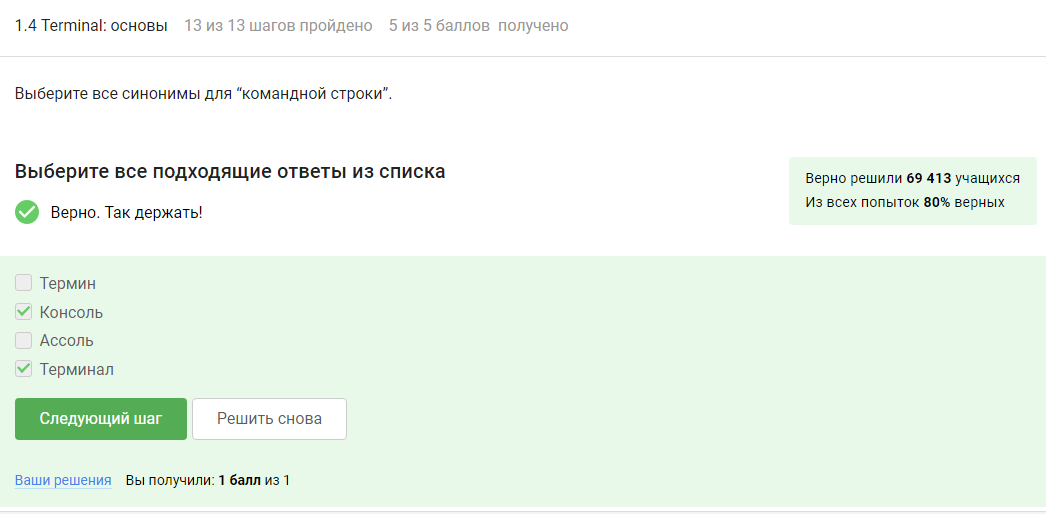 1.4 Terminal: основы 13 из 13 шагов пройдено 5 из 5 баллов получено
Выберите все синонимы для “командной строки”.
Выберите все подходящие ответы из списка
Верно. Так держать!
Верно решили 69 413 учащихся
Из всех попыток 80% верных
Термин
Консоль
Ассоль
Терминал
Следующий шаг Решить снова
Ваши решения Вы получили: 1 балл из 1